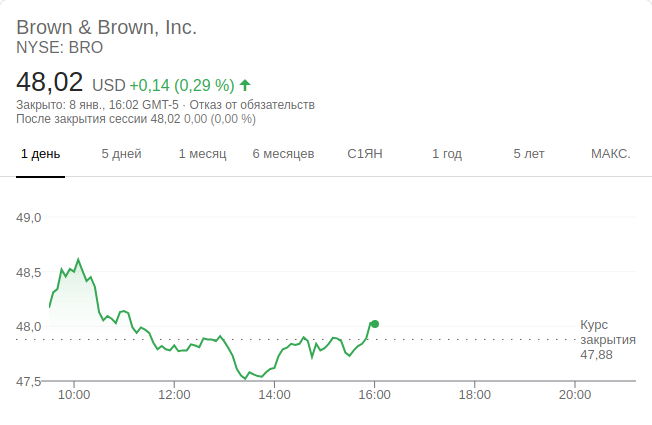 Brown & Brown, Inc.
NYSE: BRO
48,02 USD +0,14 (0,29 %)
Закрыто: 8 янв., 16:02 GMT-5 · Отказ от обязательств
После закрытия сессии 48,02 0,00 (0,00 %)
1 день 5 дней 1 месяц 6 месяцев С1ЯН 1 год 5 лет МАКС.
49,0
48,5
48,0
Курс
закрытия
47,88
47,5
10:00 12:00 14:00 16:00 18:00 20:00